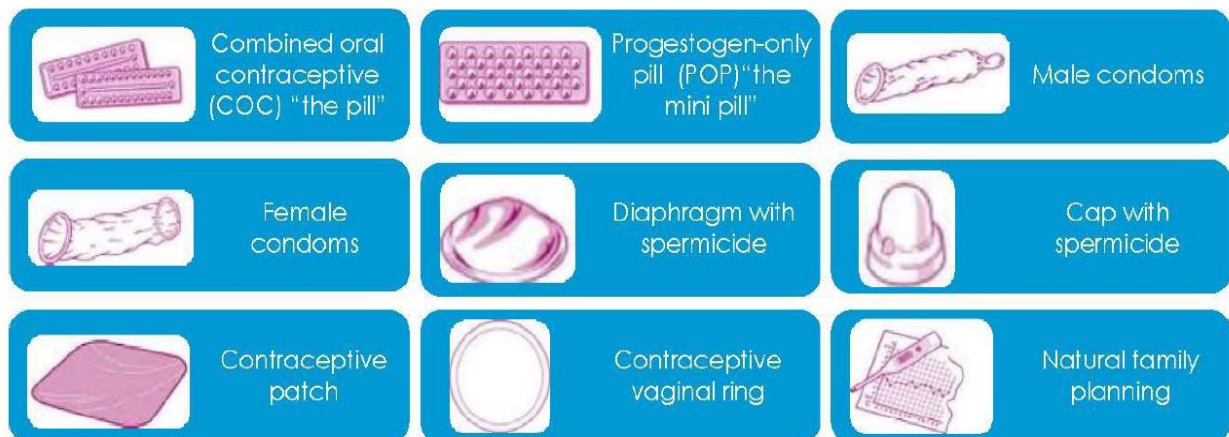 Combined oral
contraceptive
(COC) “the pill”
Progestogen-only
pill (POP)“the
mini pill”
Male condoms
Female
condoms
Diaphragm with
spermicide
Cap with
spermicide
Contraceptive
patch
Contraceptive
vaginal ring
Natural family
planning